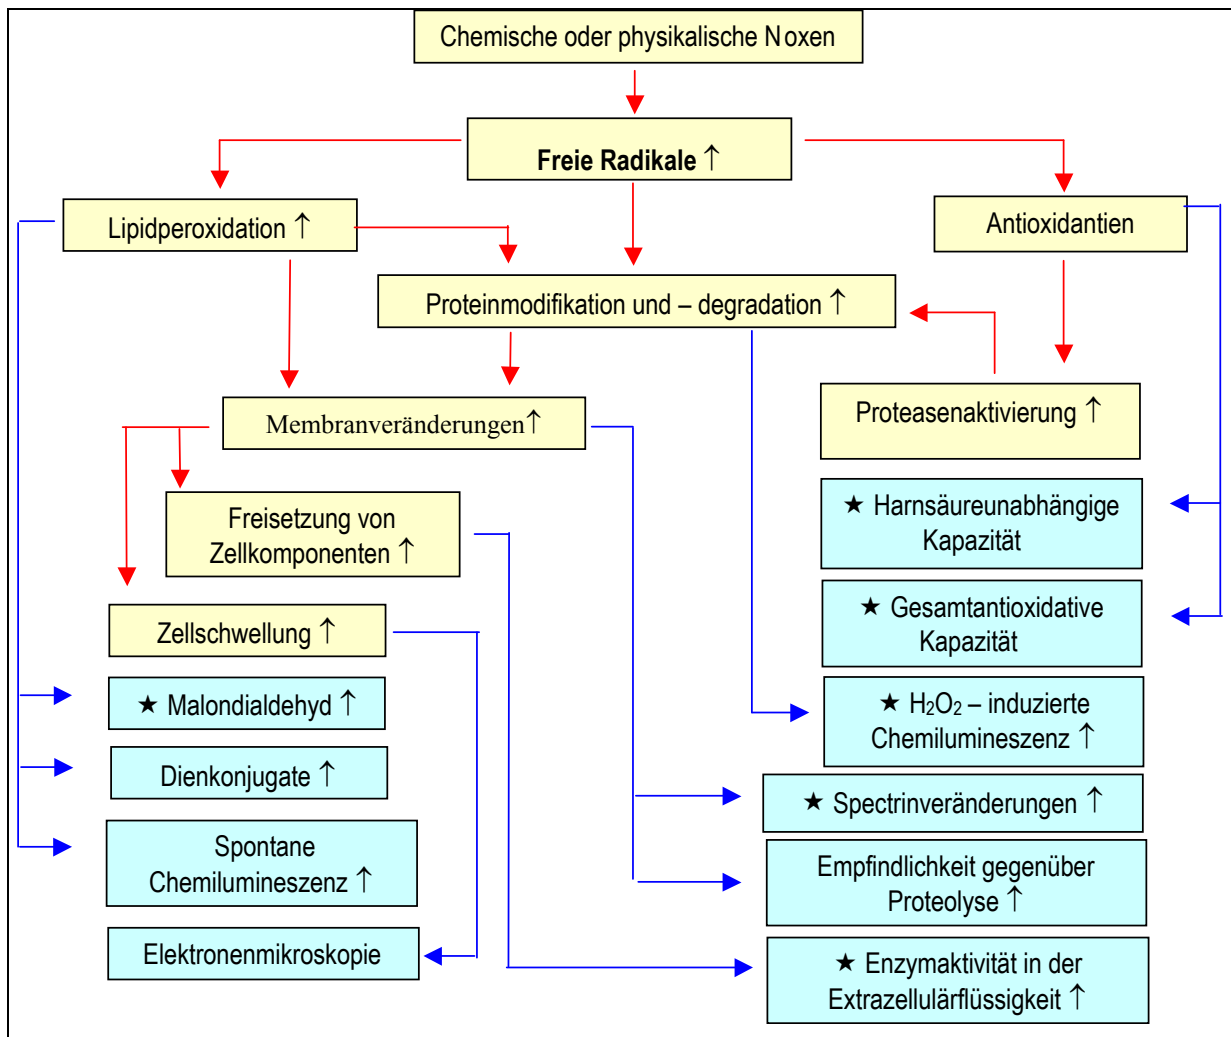 Chemische oder physikalische Noxen
Freie Radikale ↑
Lipidperoxidation ↑
Antioxidantien
Proteinmodifikation und – degradation ↑
Membranveränderungen↑
Proteasenaktivierung ↑
Freisetzung von
Zellkomponenten ↑
★ Harnsäureunabhängige
Kapazität
Zellschwellung ↑
★ Gesamtantioxidative
Kapazität
★ Malondialdehyd ↑
★ H₂O₂ – induzierte
Chemilumineszenz ↑
Dienkonjugate ↑
★ Spectrinveränderungen ↑
Spontane
Chemilumineszenz ↑
Empfindlichkeit gegenüber
Proteolyse ↑
Elektronenmikroskopie
★ Enzymaktivität in der
Extrazellulärflüssigkeit ↑